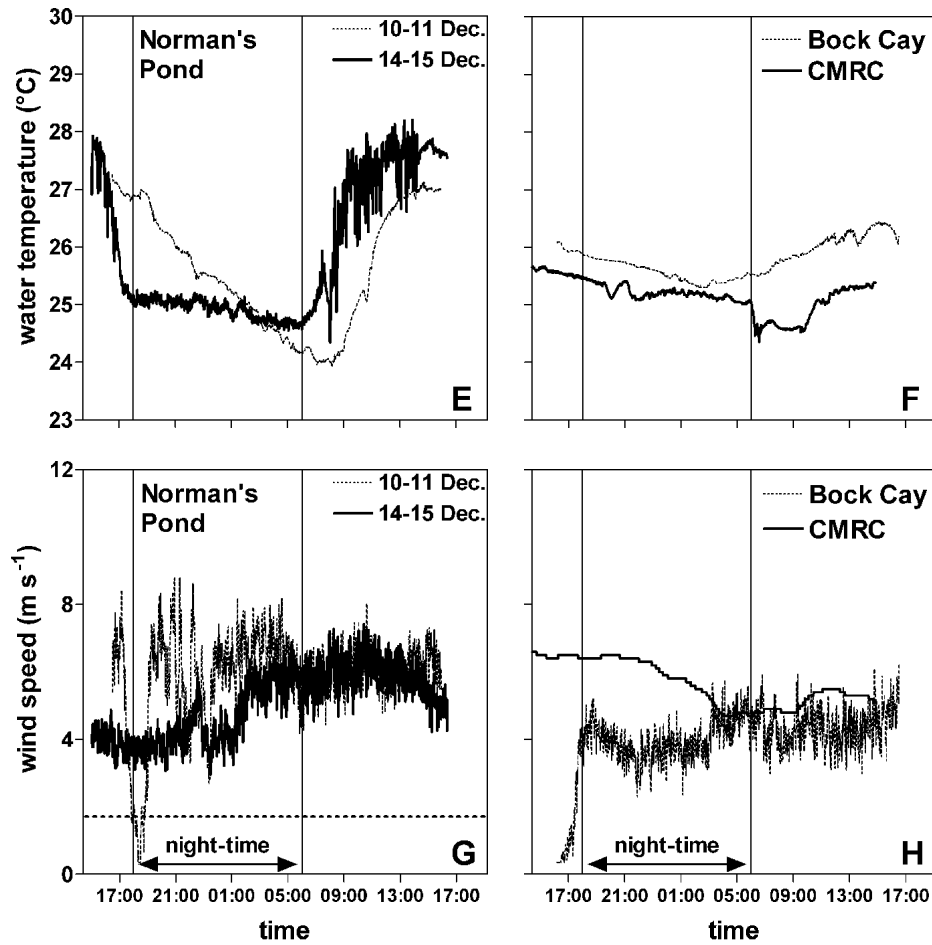 30
29
28
27
26
25
24
23
water temperature (°C)
Norman's
Pond
10-11 Dec.
14-15 Dec.
E
Bock Cay
CMRC
F
12
8
4
0
wind speed (m s-1)
Norman's
Pond
10-11 Dec.
14-15 Dec.
night-time
G
17:00 21:00 01:00 05:00 09:00 13:00 17:00
time
Bock Cay
CMRC
night-time
H
17:00 21:00 01:00 05:00 09:00 13:00 17:00
time